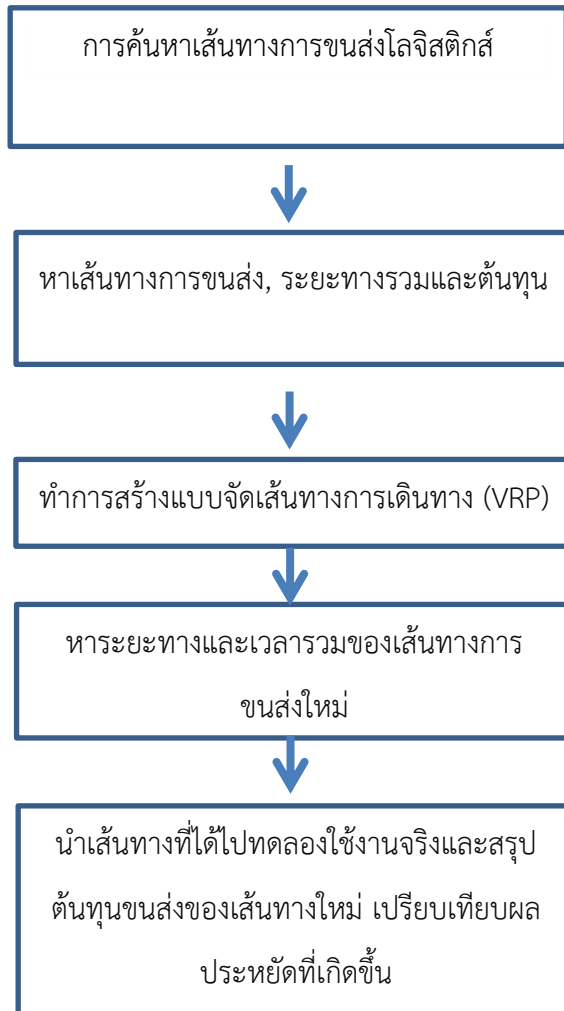 การค้นหาเส้นทางการขนส่งโลจิสติกส์
หาเส้นทางการขนส่ง, ระยะทางรวมและต้นทุน
ทำการสร้างแบบจัดเส้นทางการเดินทาง (VRP)
หาระยะทางและเวลารวมของเส้นทางการ
ขนส่งใหม่
นำเส้นทางที่ได้ไปทดลองใช้งานจริงและสรุป
ต้นทุนขนส่งของเส้นทางใหม่ เปรียบเทียบผล
ประหยัดที่เกิดขึ้น